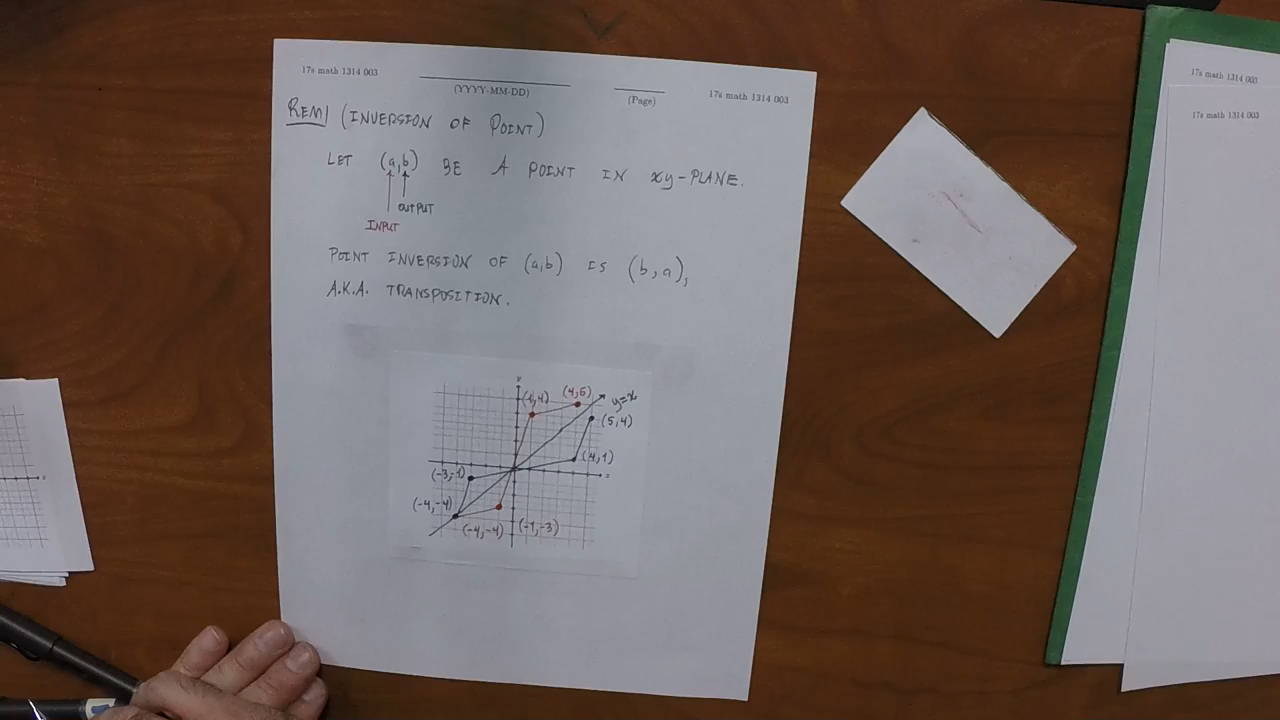 17s math 1314 003
(YYYY-MM-DD)
(Page)
17s math 1314 003
REM (INVERSION OF POINT)
LET (a,b) BE A POINT IN xy-PLANE.
OUTPUT
INPUT
POINT INVERSION OF (a,b) IS (b,a),
A.K.A. TRANSPOSITION.
(1,4)
(4,5)
y=x
(5,4)
(4,1)
(-3,-1)
(-4,-4)
(-4,-4)
(-1,-3)
17s math 1314 003
17s math 1314 003